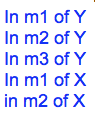 In m1 of Y
In m2 of Y
In m3 of Y
In m1 of X
in m2 of X